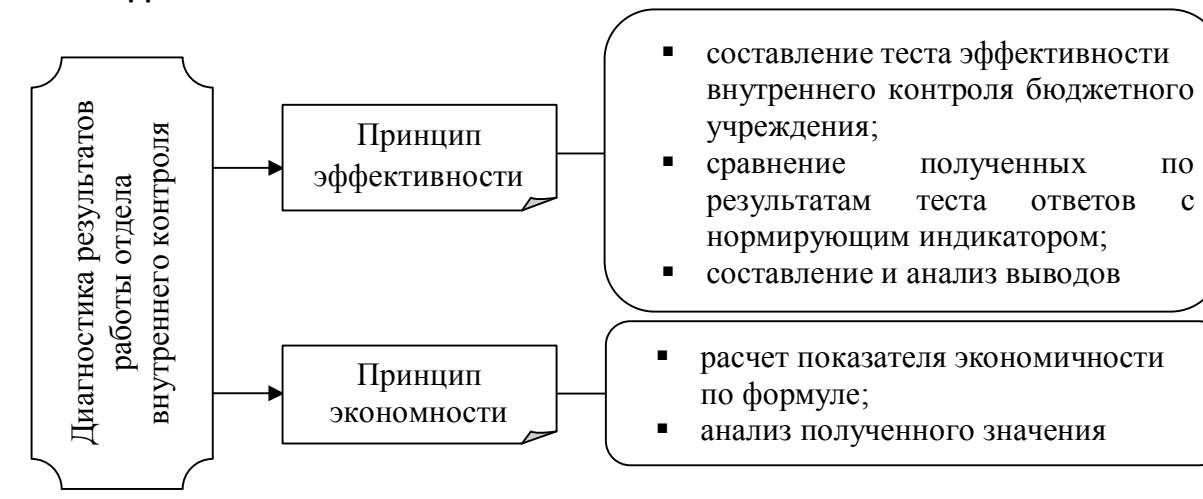 Диагностика результатов
работы отдела
внутреннего контроля
Принцип
эффективности
▪ составление теста эффективности
внутреннего контроля бюджетного
учреждения;
▪ сравнение полученных по
результатам теста ответов с
нормирующим индикатором;
▪ составление и анализ выводов
Принцип
экономности
▪ расчет показателя экономичности
по формуле;
▪ анализ полученного значения